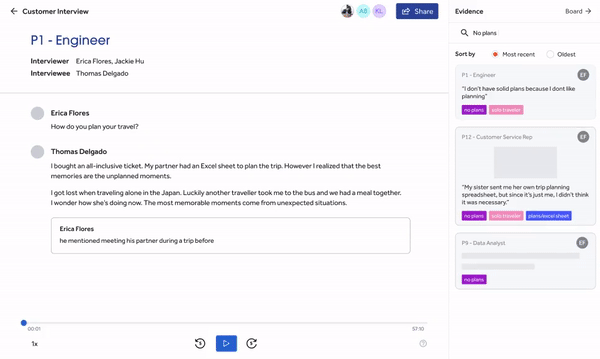 Customer Interview
AS
KL
Share
P1 - Engineer
Interviewer Erica Flores, Jackie Hu
Interviewee Thomas Delgado
Erica Flores
How do you plan your travel?
Thomas Delgado
I bought an all-inclusive ticket. My partner had an Excel sheet to plan the trip. However I realized that the best
memories are the unplanned moments.
I got lost when traveling alone in the Japan. Luckily another traveller took me to the bus and we had a meal together.
I wonder how she's doing now. The most memorable moments come from unexpected situations.
Erica Flores
he mentioned meeting his partner during a trip before
00:01
57:10
1x
5
5
Evidence
Board
No plans
Sort by
Most recent
Oldest
P1 - Engineer
EF
"I don't have solid plans because I dont like
planning"
no plans
solo traveler
P12 - Customer Service Rep
EF
"My sister sent me her own trip planning
spreadsheet, but since it's just me, I didn't think
it was necessary."
no plans
solo traveler
plans/excel sheet
P9 - Data Analyst
EF
no plans